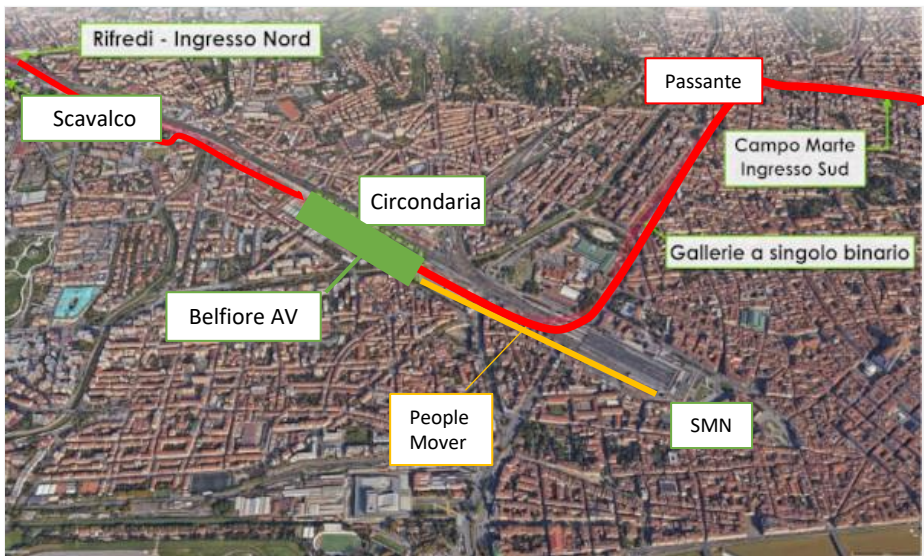 Rifredi - Ingresso Nord
Passante
Scavalco
Campo Marte
Ingresso Sud
Circondaria
Gallerie a singolo binario
Belfiore AV
People
Mover
SMN